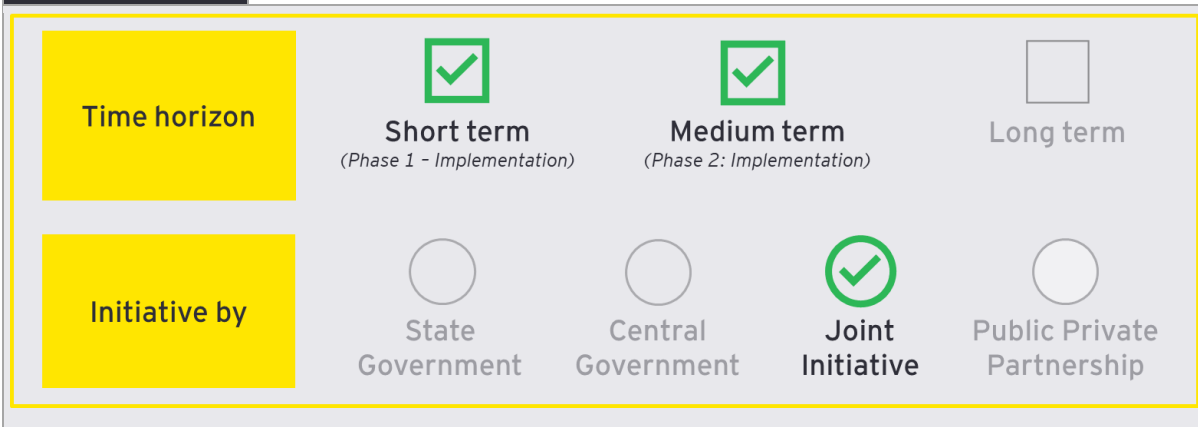 Time horizon
Short term
(Phase 1 – Implementation)
Medium term
(Phase 2: Implementation)
Long term
Initiative by
State
Government
Central
Government
Joint
Initiative
Public Private
Partnership